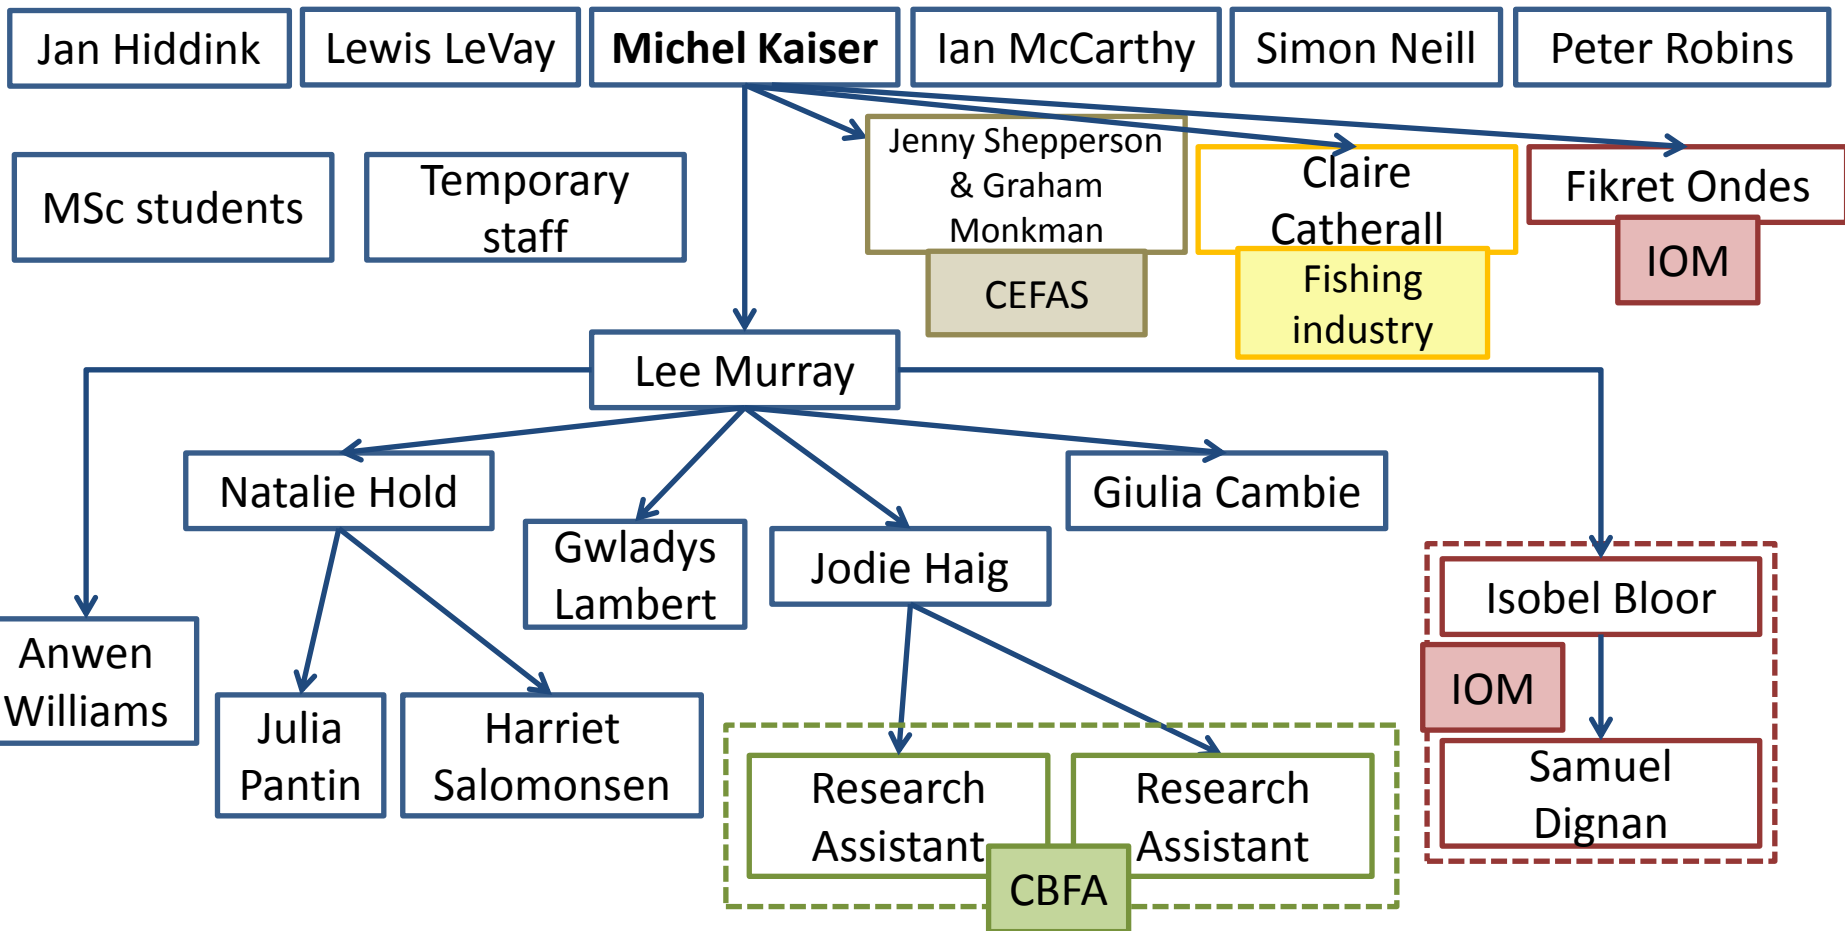 Jan Hiddink
Lewis LeVay
Michel Kaiser
Ian McCarthy
Simon Neill
Peter Robins
MSc students
Temporary
staff
Jenny Shepperson
& Graham
Monkman
CEFAS
Claire
Catherall
Fishing
industry
Fikret Ondes
IOM
Lee Murray
Natalie Hold
Gwladys
Lambert
Jodie Haig
Giulia Cambie
Isobel Bloor
IOM
Samuel
Dignan
Anwen
Williams
Julia
Pantin
Harriet
Salomonsen
Research
Assistant
Research
Assistant
CBFA